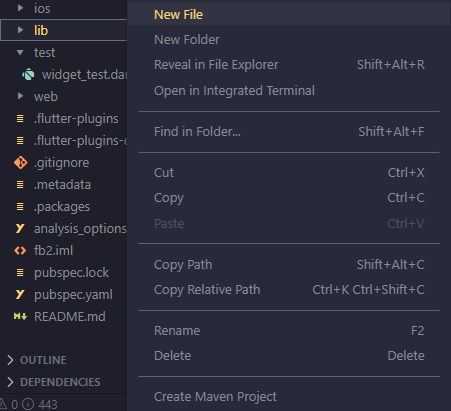 ios
lib
test
widget_test.dar
web
.flutter-plugins
.flutter-plugins-d
.gitignore
.metadata
.packages
analysis_options
fb2.iml
pubspec.lock
pubspec.yaml
README.md
OUTLINE
DEPENDENCIES
0 443
New File
New Folder
Reveal in File Explorer Shift+Alt+R
Open in Integrated Terminal
Find in Folder... Shift+Alt+F
Cut Ctrl+X
Copy Ctrl+C
Paste Ctrl+V
Copy Path Shift+Alt+C
Copy Relative Path Ctrl+K Ctrl+Shift+C
Rename F2
Delete Delete
Create Maven Project